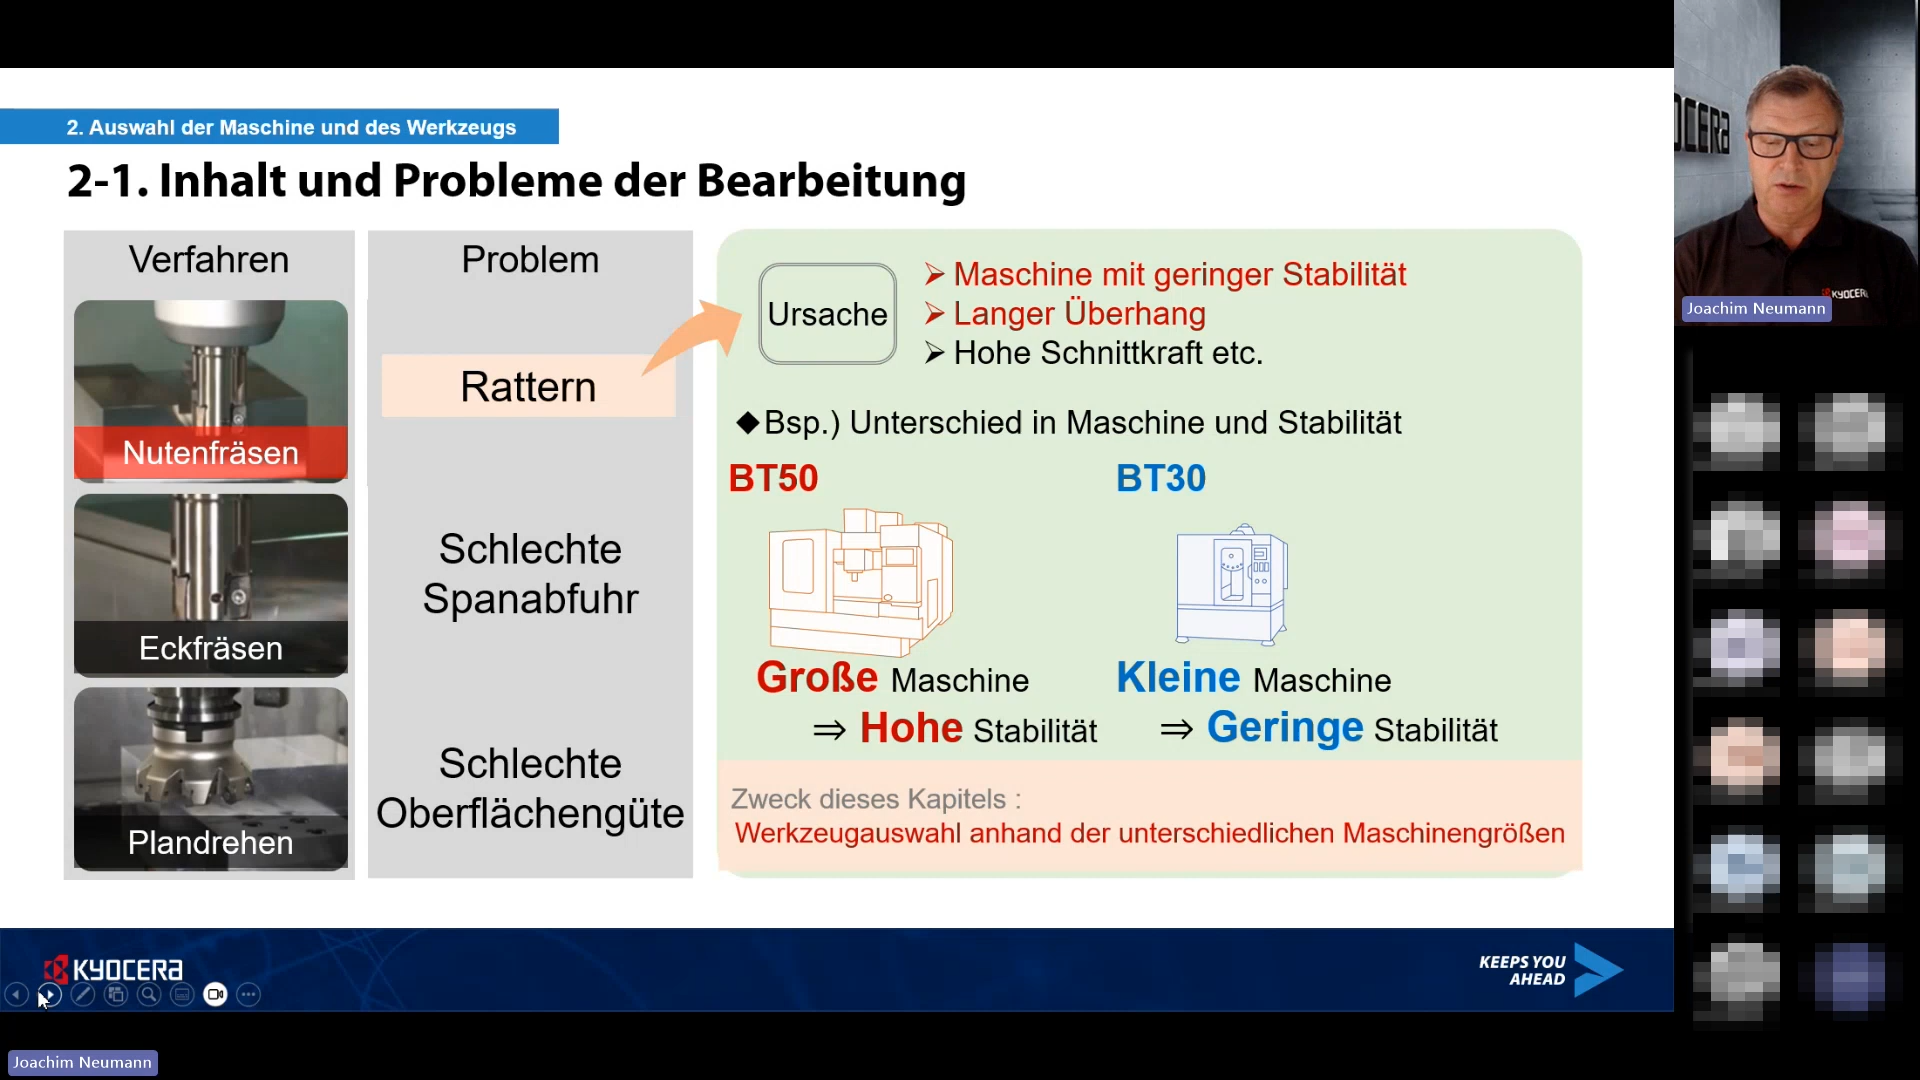 2. Auswahl der Maschine und des Werkzeugs
2-1. Inhalt und Probleme der Bearbeitung
Verfahren
Nutenfräsen
Eckfräsen
Plandrehen
Problem
Rattern
Schlechte
Spanabfuhr
Schlechte
Oberflächengüte
Ursache
➢ Maschine mit geringer Stabilität
➢ Langer Überhang
➢ Hohe Schnittkraft etc.
◆Bsp.) Unterschied in Maschine und Stabilität
BT50
Große Maschine
⇒ Hohe Stabilität
BT30
Kleine Maschine
⇒ Geringe Stabilität
Zweck dieses Kapitels :
Werkzeugauswahl anhand der unterschiedlichen Maschinengrößen
KYOCERA
KEEPS YOU
AHEAD
Joachim Neumann
KYOCERA
Joachim Neumann